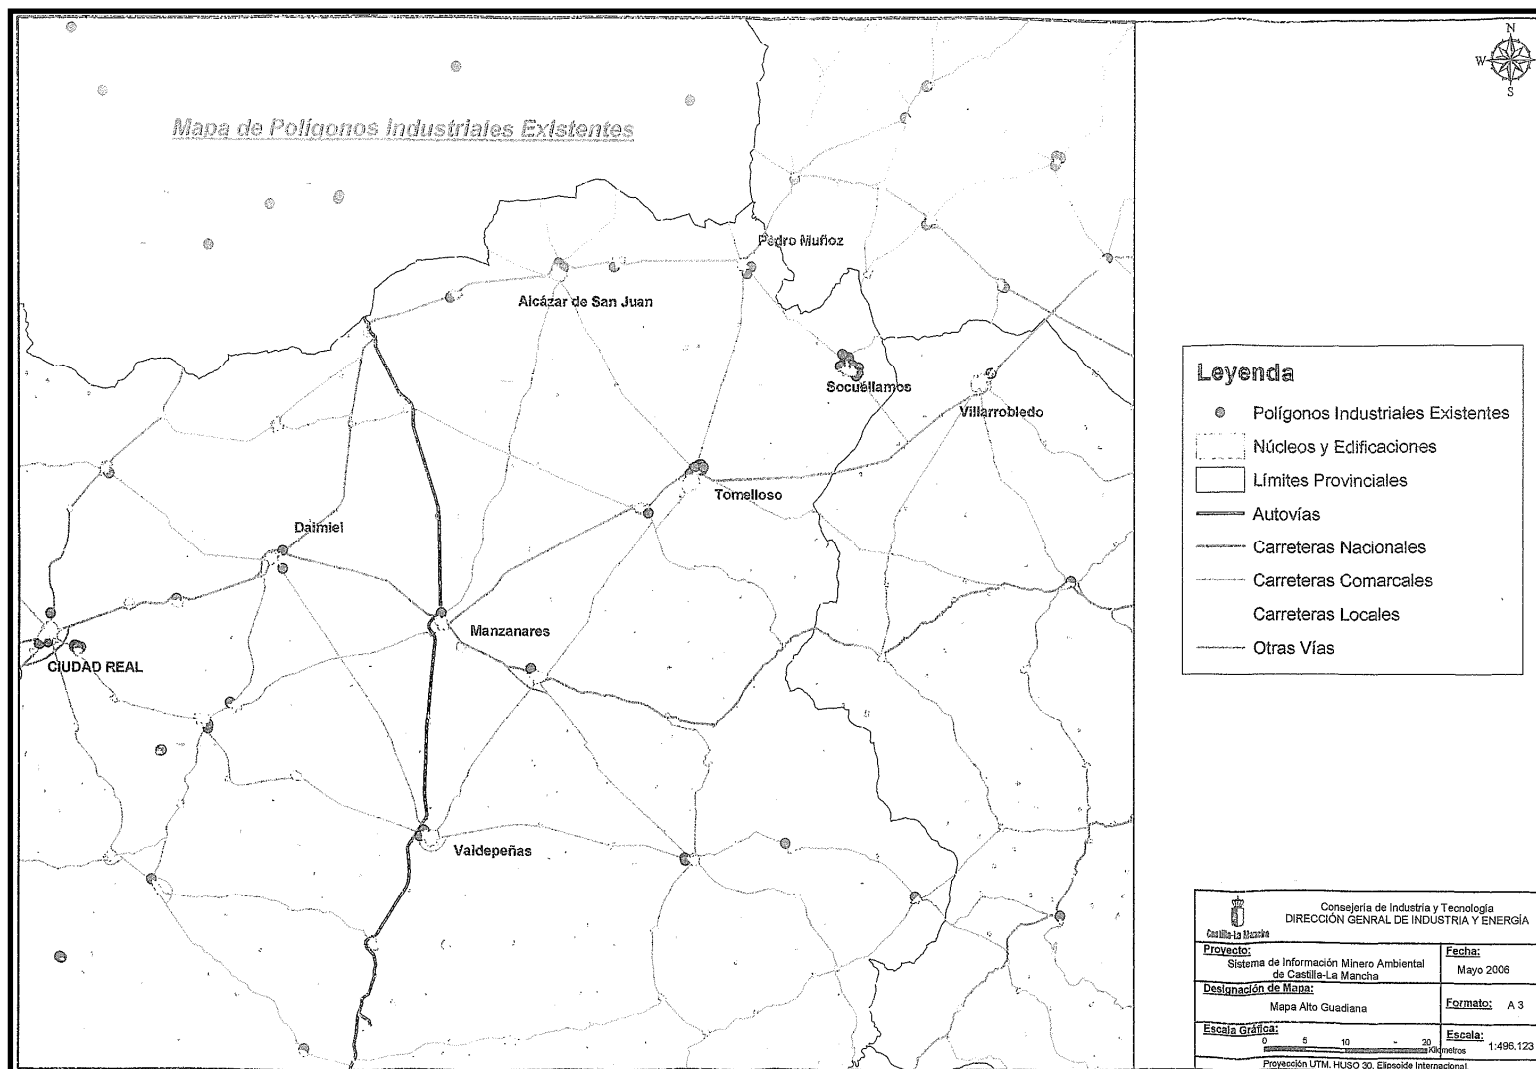 N
W
S
Mapa de Polígonos Industriales Existentes
Pedro Muñoz
Alcázar de San Juan
Socuéllamos
Villarrobledo
Tomelloso
Daimiel
Manzanares
CIUDAD REAL
Valdepeñas
Leyenda
Polígonos Industriales Existentes
Núcleos y Edificaciones
Límites Provinciales
Autovías
Carreteras Nacionales
Carreteras Comarcales
Carreteras Locales
Otras Vías
Consejería de Industria y Tecnología
DIRECCIÓN GENRAL DE INDUSTRIA Y ENERGÍA
Castilla-La Mancha
Proyecto:
Sistema de Información Minero Ambiental
de Castilla-La Mancha
Fecha:
Mayo 2006
Designación de Mapa:
Mapa Alto Guadiana
Formato: A 3
Escala Gráfica:
0 5 10 20 Kilometros
Escala:
1:496.123
Proyección UTM. HUSO 30. Elipsoide Internacional